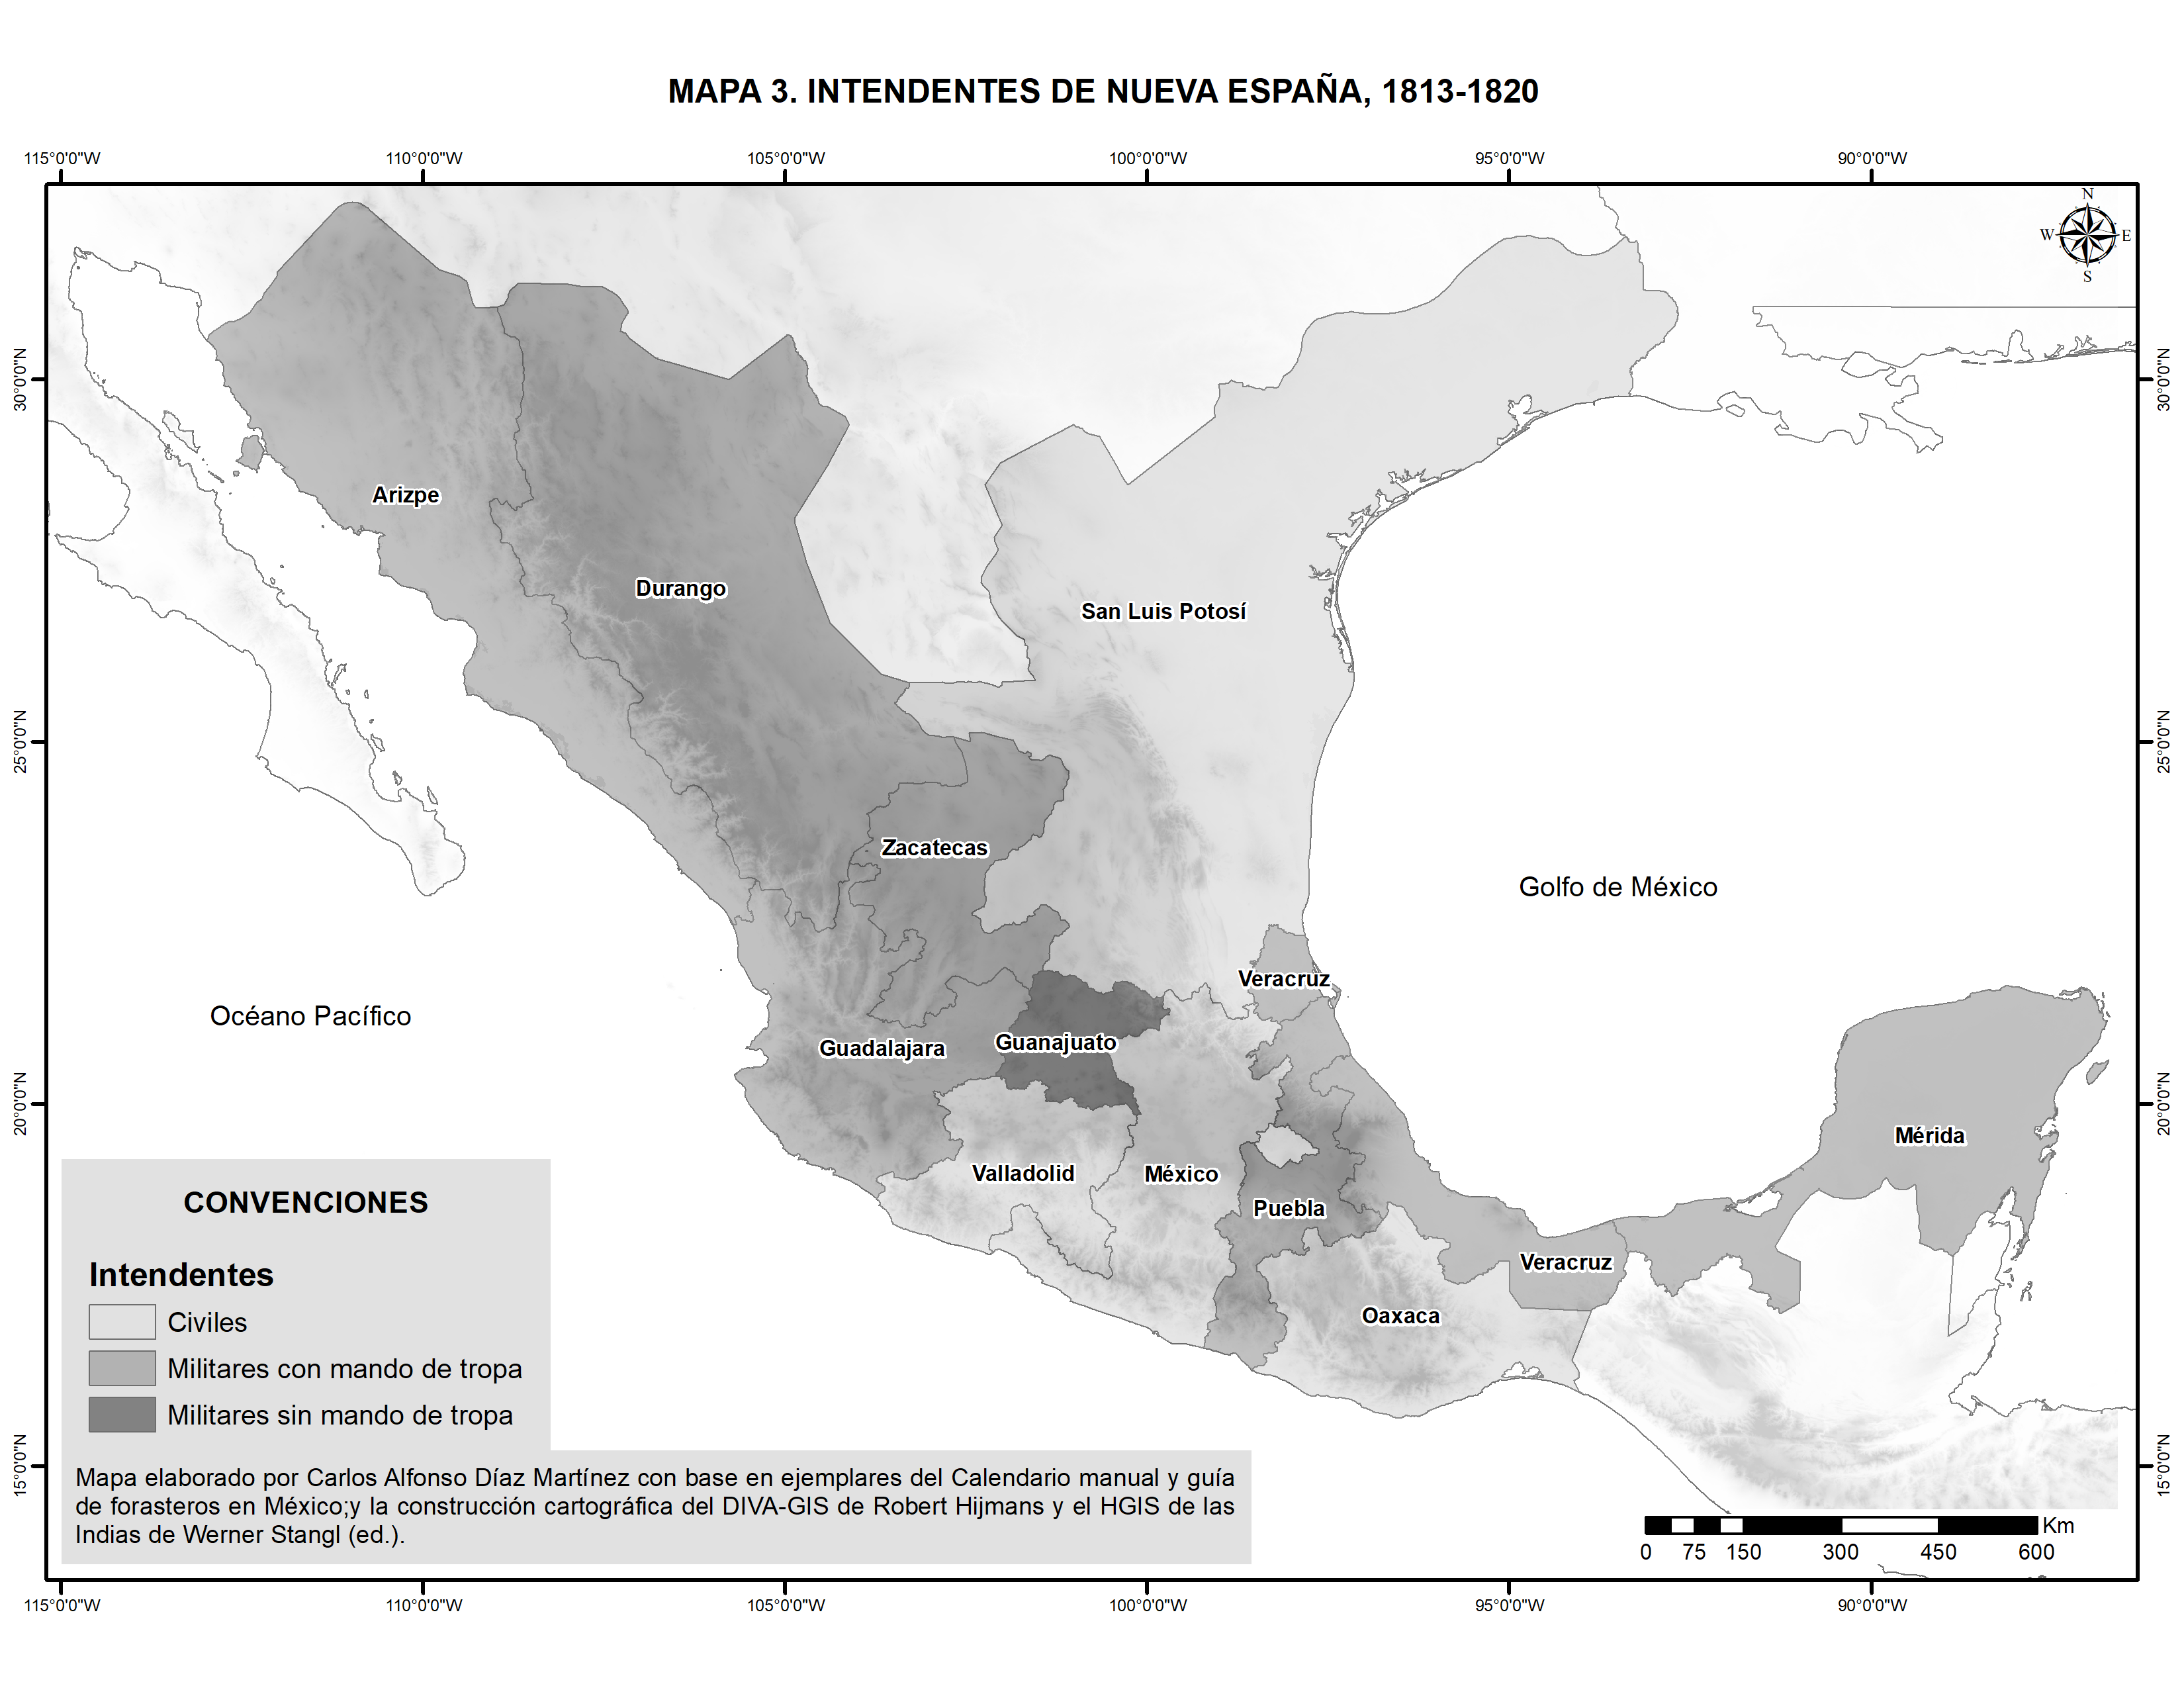 MAPA 3. INTENDENTES DE NUEVA ESPAÑA, 1813-1820
115°0'0"W 110°0'0"W 105°0'0"W 100°0'0"W 95°0'0"W 90°0'0"W
N
W E
S
30°0'0"N 30°0'0"N
Arizpe
Durango
San Luis Potosí
25°0'0"N 25°0'0"N
Zacatecas
Golfo de México
Veracruz
Océano Pacífico
Guanajuato
Guadalajara
20°0'0"N 20°0'0"N
Mérida
Valladolid
México
Puebla
Veracruz
Oaxaca
CONVENCIONES
Intendentes
Civiles
Militares con mando de tropa
Militares sin mando de tropa
15°0'0"N 15°0'0"N
Mapa elaborado por Carlos Alfonso Díaz Martínez con base en ejemplares del Calendario manual y guía
de forasteros en México;y la construcción cartográfica del DIVA-GIS de Robert Hijmans y el HGIS de las
Indias de Werner Stangl (ed.).
Km
0 75 150 300 450 600
115°0'0"W 110°0'0"W 105°0'0"W 100°0'0"W 95°0'0"W 90°0'0"W